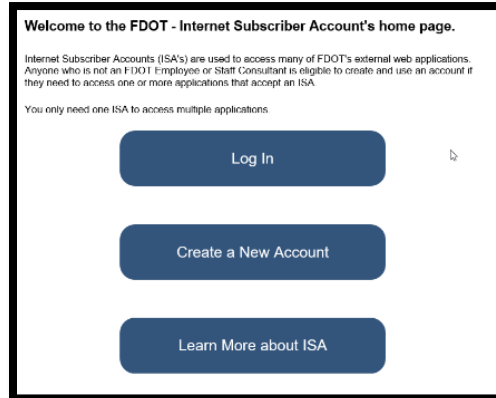 Welcome to the FDOT - Internet Subscriber Account's home page.
Internet Subscriber Accounts (ISA's) are used to access many of FDOT's external web applications.
Anyone who is not an FDOT Employee or Staff Consultant is eligible to create and use an account if
they need to access one or more applications that accept an ISA.
You only need one ISA to access multiple applications.
Log In
Create a New Account
Learn More about ISA